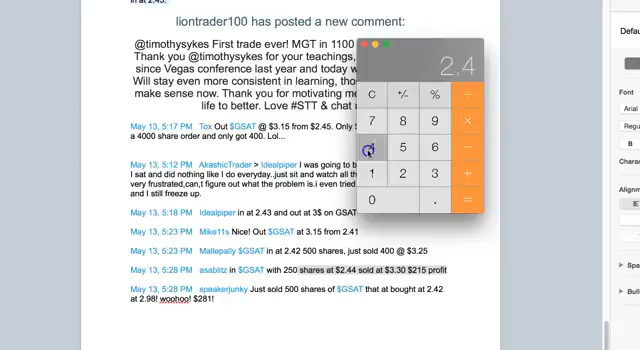 in at 2.43.
liontrader100 has posted a new comment:
@timothysykes First trade ever! MGT in 1100
Thank you @timothysykes for your teachings,
since Vegas conference last year and today w
Will stay even more consistent in learning, tho
make sense now. Thank you for motivating me
life to better. Love #STT & chat
May 13, 5:17 PM Tox Out $GSAT @ $3.15 from $2.45. Only
a 4000 share order and only got 400. Lol...
May 13, 5:12 PM AkashicTrader > Idealpiper I was going to b
I sat and did nothing like I do everyday..just sit and watch all th
very frustrated,can,t figure out what the problem is.i even tried
and I still freeze up.
May 13, 5:18 PM Idealpiper in at 2.43 and out at 3$ on GSAT
May 13, 5:23 PM Mike11s Nice! Out $GSAT at 3.15 from 2.41
May 13, 5:23 PM Mallepally $GSAT in at 2.42 500 shares, just sold 400 @ $3.25
May 13, 5:28 PM asablitz in $GSAT with 250 shares at $2.44 sold at $3.30 $215 profit
May 13, 5:28 PM speakerjunky Just sold 500 shares of $GSAT that at bought at 2.42
at 2.98! woohoo! $281!
2.4
C +/- % ÷
7 8 9 ×
4 5 6 −
1 2 3 +
0 . =
Defau
Font
Arial
Regu
B
Charac
Alignm
Spa
Bull